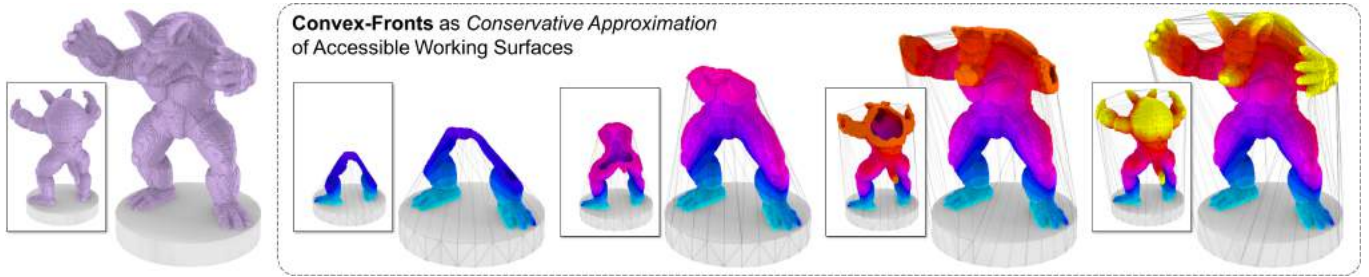 Convex-Fronts as Conservative Approximation
of Accessible Working Surfaces